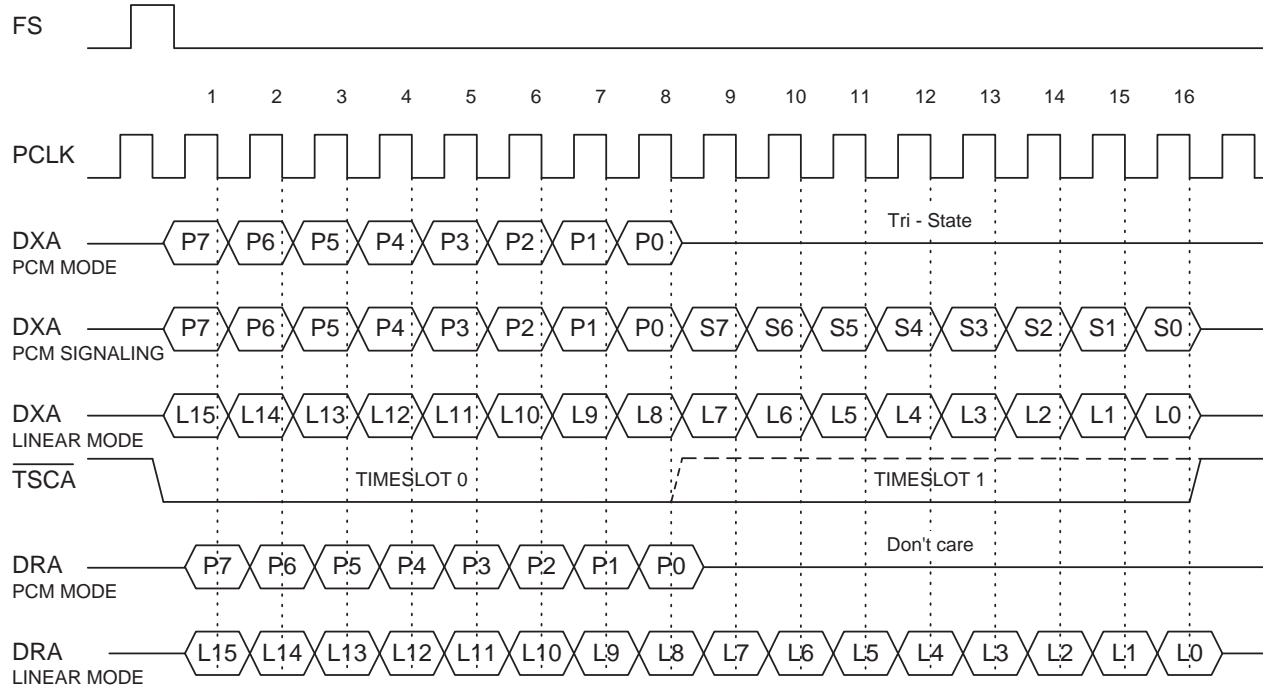 FS
1 2 3 4 5 6 7 8 9 10 11 12 13 14 15 16
PCLK
DXA P7 P6 P5 P4 P3 P2 P1 P0 Tri - State
PCM MODE
DXA P7 P6 P5 P4 P3 P2 P1 P0 S7 S6 S5 S4 S3 S2 S1 S0
PCM SIGNALING
DXA L15 L14 L13 L12 L11 L10 L9 L8 L7 L6 L5 L4 L3 L2 L1 L0
LINEAR MODE
TSCA TIMESLOT 0 TIMESLOT 1
DRA P7 P6 P5 P4 P3 P2 P1 P0 Don't care
PCM MODE
DRA L15 L14 L13 L12 L11 L10 L9 L8 L7 L6 L5 L4 L3 L2 L1 L0
LINEAR MODE